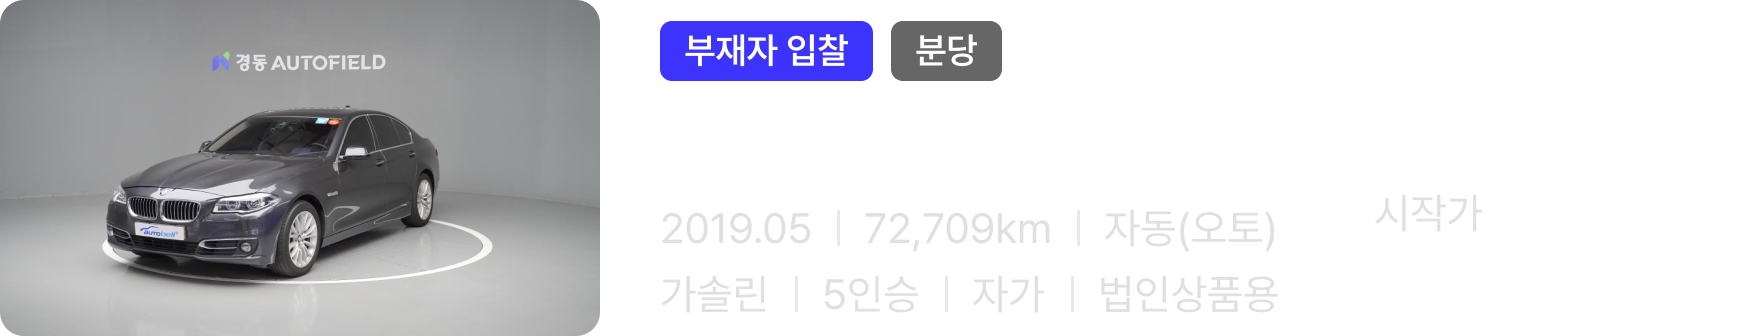 경동 AUTOFIELD
autobell
부재자 입찰 분당
2019.05 | 72,709km | 자동(오토)
시작가
가솔린 | 5인승 | 자가 | 법인상품용